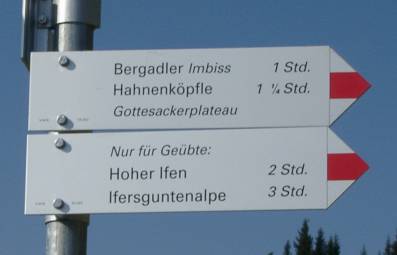 Bergadler Imbiss 1 Std.
Hahnenköpfle 1 ¼ Std.
Gottesackerplateau
Nur für Geübte:
Hoher Ifen 2 Std.
Ifersguntenalpe 3 Std.